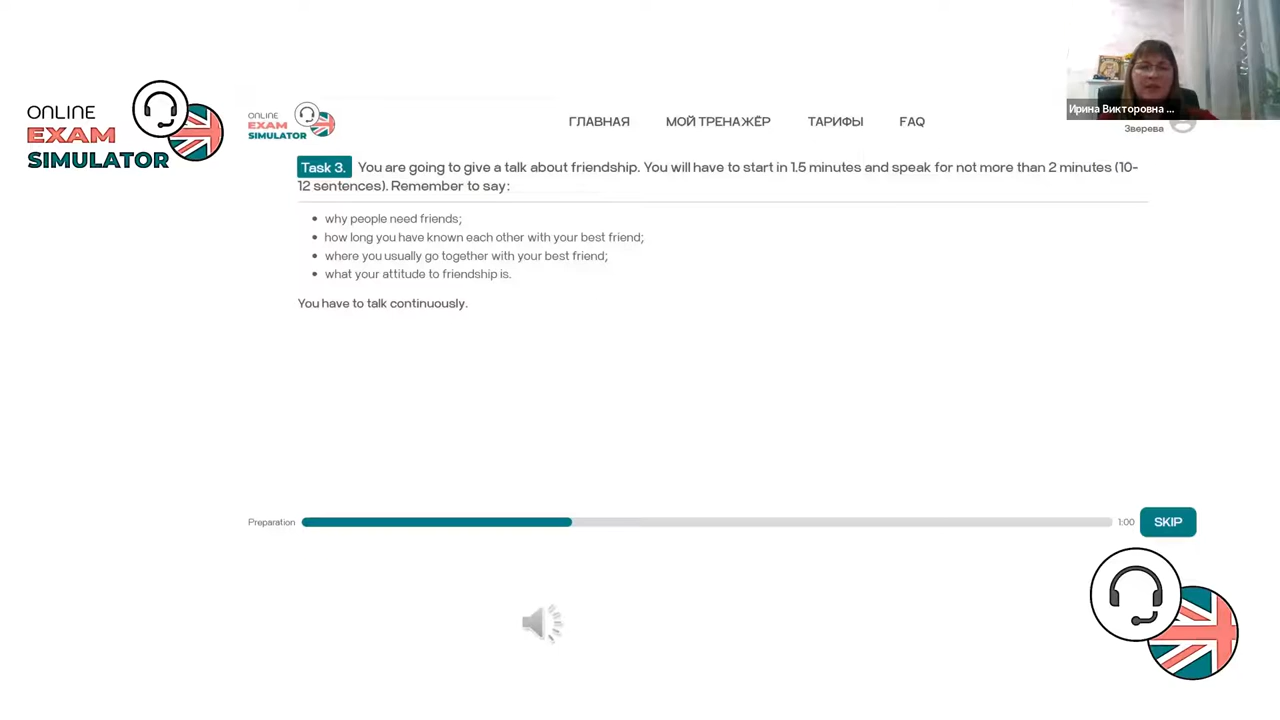 ONLINE
EXAM
SIMULATOR
ONLINE
EXAM
SIMULATOR
ГЛАВНАЯ
МОЙ ТРЕНАЖЁР
ТАРИФЫ
FAQ
Ирина Викторовна ...
Зверева
Task 3. You are going to give a talk about friendship. You will have to start in 1.5 minutes and speak for not more than 2 minutes (10-
12 sentences). Remember to say:
• why people need friends;
• how long you have known each other with your best friend;
• where you usually go together with your best friend;
• what your attitude to friendship is.
You have to talk continuously.
Preparation
1:00
SKIP